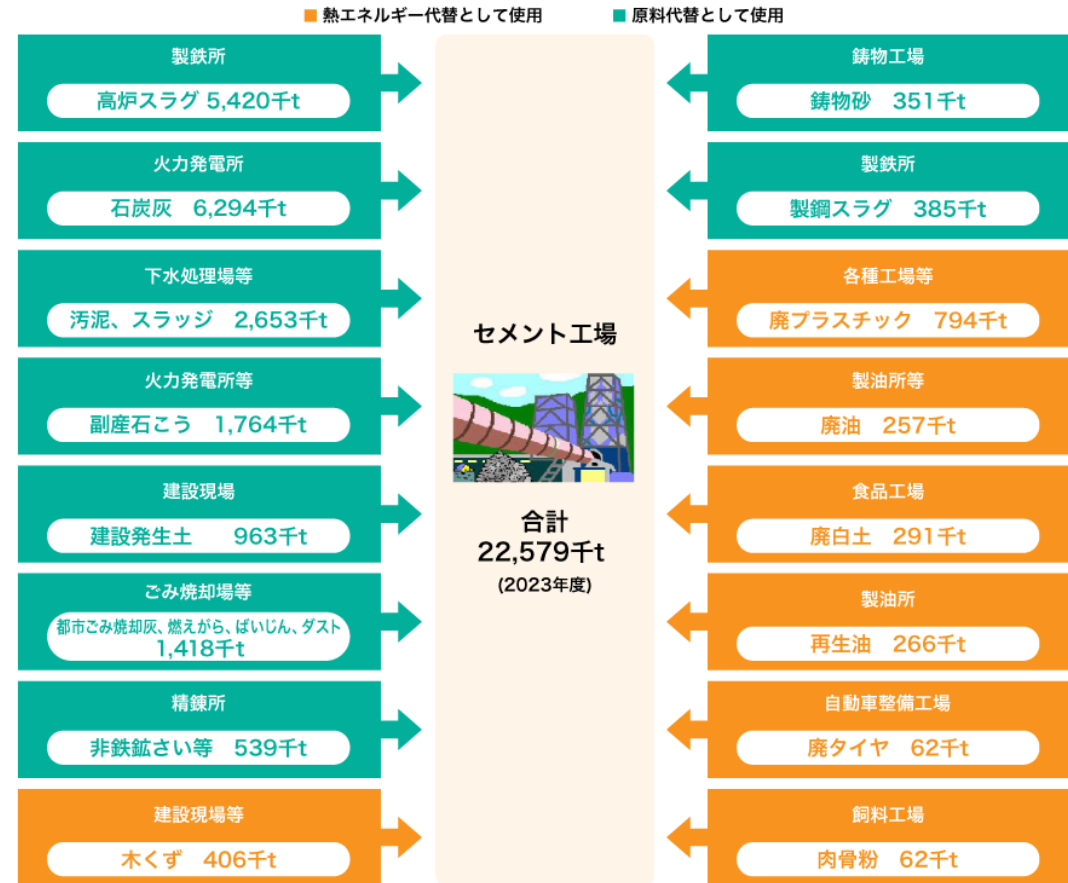 熱エネルギー代替として使用 原料代替として使用
製鉄所
高炉スラグ 5,420千t
火力発電所
石炭灰 6,294千t
下水処理場等
汚泥、スラッジ 2,653千t
火力発電所等
副産石こう 1,764千t
建設現場
建設発生土 963千t
ごみ焼却場等
都市ごみ焼却灰、燃えがら、ばいじん、ダスト
1,418千t
精錬所
非鉄鉱さい等 539千t
建設現場等
木くず 406千t
セメント工場
合計
22,579千t
(2023年度)
鋳物工場
鋳物砂 351千t
製鉄所
製鋼スラグ 385千t
各種工場等
廃プラスチック 794千t
製油所等
廃油 257千t
食品工場
廃白土 291千t
製油所
再生油 266千t
自動車整備工場
廃タイヤ 62千t
飼料工場
肉骨粉 62千t